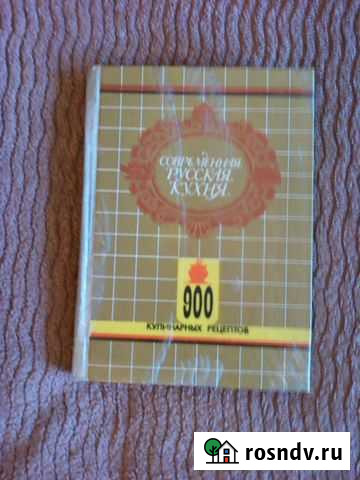 СОВРЕМЕННАЯ
РУССКАЯ
КУХНЯ
900
КУЛИНАРНЫХ РЕЦЕПТОВ
rosndv.ru